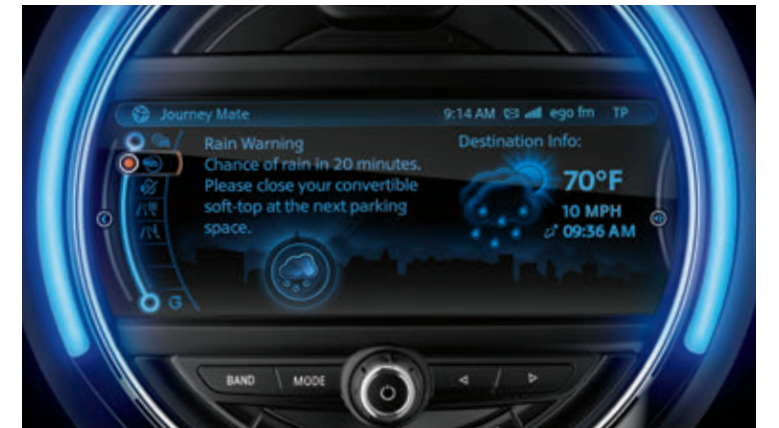 Journey Mate
9:14 AM ego fm TP
Rain Warning
Chance of rain in 20 minutes.
Please close your convertible
soft-top at the next parking
space.
Destination Info:
70°F
10 MPH
09:36 AM
BAND MODE